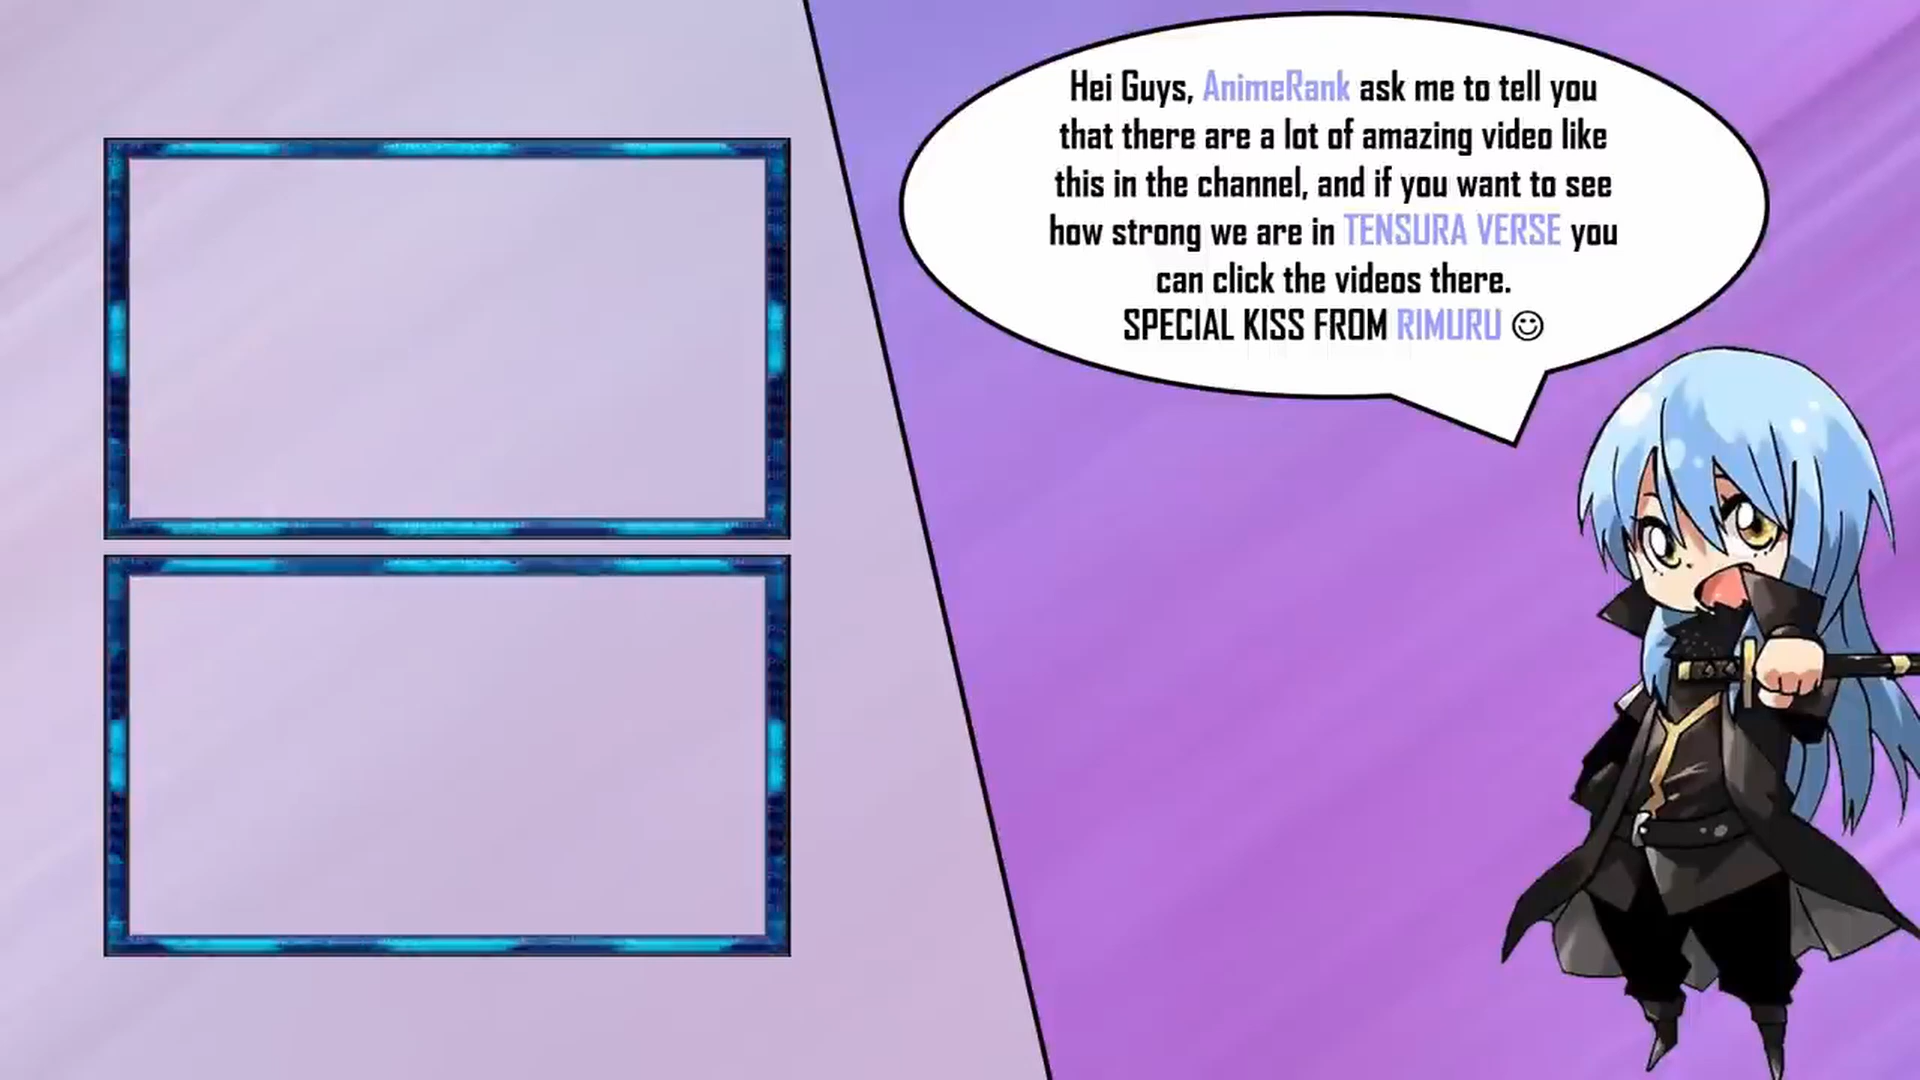 Hei Guys, AnimeRank ask me to tell you
that there are a lot of amazing video like
this in the channel, and if you want to see
how strong we are in TENSURA VERSE you
can click the videos there.
SPECIAL KISS FROM RIMURU ☺